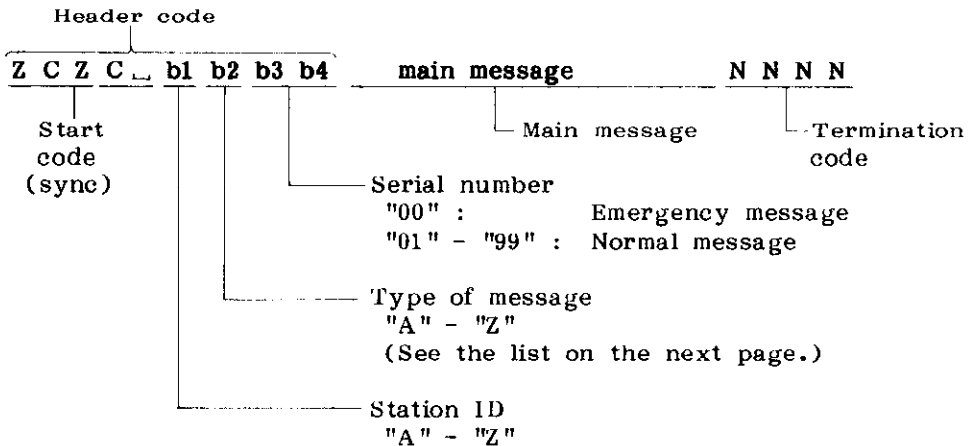 Header code
Z C Z C ⎵ b1 b2 b3 b4 main message N N N N
Start code (sync)
Main message
Termination code
Serial number
"00" : Emergency message
"01" - "99" : Normal message
Type of message
"A" - "Z"
(See the list on the next page.)
Station ID
"A" - "Z"